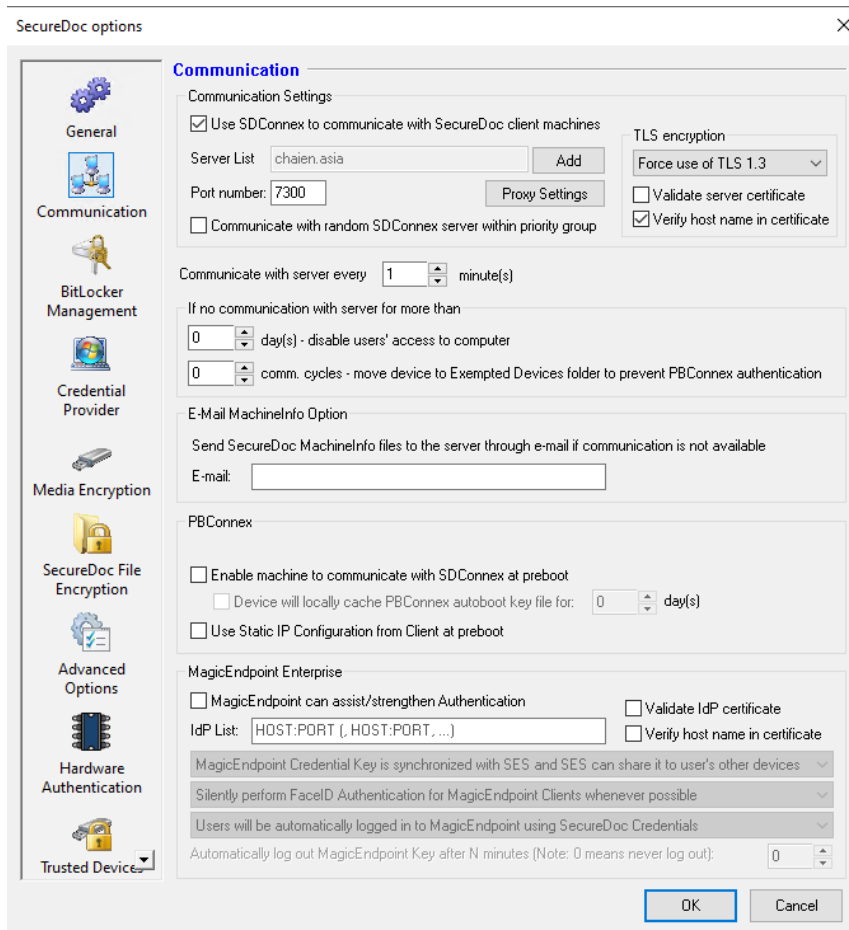 SecureDoc options
General
Communication
BitLocker
Management
Credential
Provider
Media Encryption
SecureDoc File
Encryption
Advanced
Options
Hardware
Authentication
Trusted Devices
Communication
Communication Settings
Use SDConnex to communicate with SecureDoc client machines
Server List chaien.asia Add
Port number: 7300 Proxy Settings
Communicate with random SDConnex server within priority group
TLS encryption
Force use of TLS 1.3
Validate server certificate
Verify host name in certificate
Communicate with server every 1 minute(s)
If no communication with server for more than
0 day(s) - disable users' access to computer
0 comm. cycles - move device to Exempted Devices folder to prevent PBConnex authentication
E-Mail MachineInfo Option
Send SecureDoc MachineInfo files to the server through e-mail if communication is not available
E-mail:
PBConnex
Enable machine to communicate with SDConnex at preboot
Device will locally cache PBConnex autoboot key file for: 0 day(s)
Use Static IP Configuration from Client at preboot
MagicEndpoint Enterprise
MagicEndpoint can assist/strengthen Authentication
IdP List: HOST:PORT (, HOST:PORT, ...)
Validate IdP certificate
Verify host name in certificate
MagicEndpoint Credential Key is synchronized with SES and SES can share it to user's other devices
Silently perform FaceID Authentication for MagicEndpoint Clients whenever possible
Users will be automatically logged in to MagicEndpoint using SecureDoc Credentials
Automatically log out MagicEndpoint Key after N minutes (Note: 0 means never log out): 0
OK Cancel